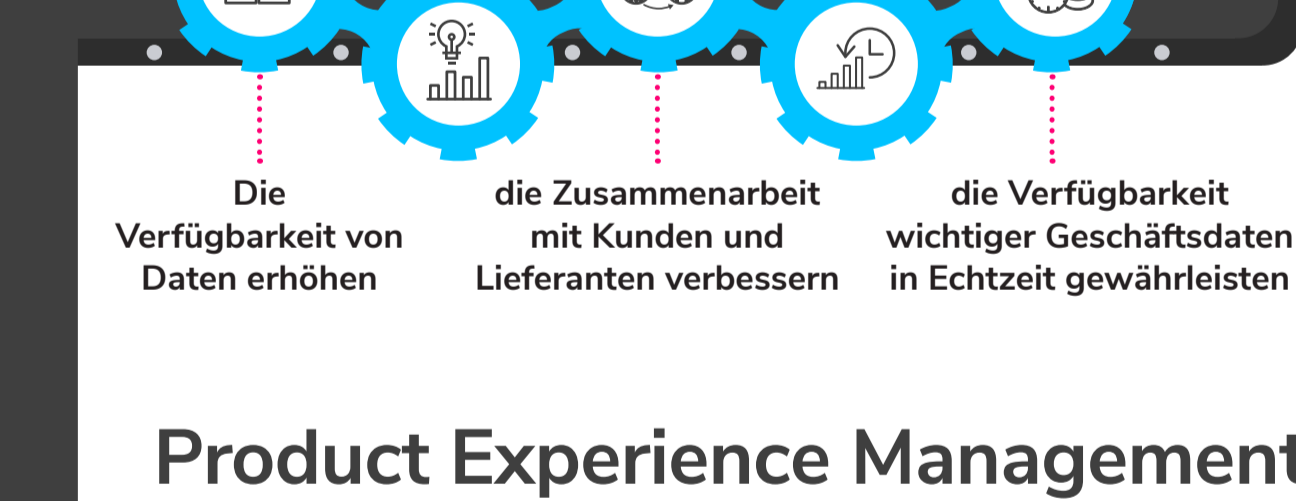 Die
Verfügbarkeit von
Daten erhöhen
die Zusammenarbeit
mit Kunden und
Lieferanten verbessern
die Verfügbarkeit
wichtiger Geschäftsdaten
in Echtzeit gewährleisten
Product Experience Management